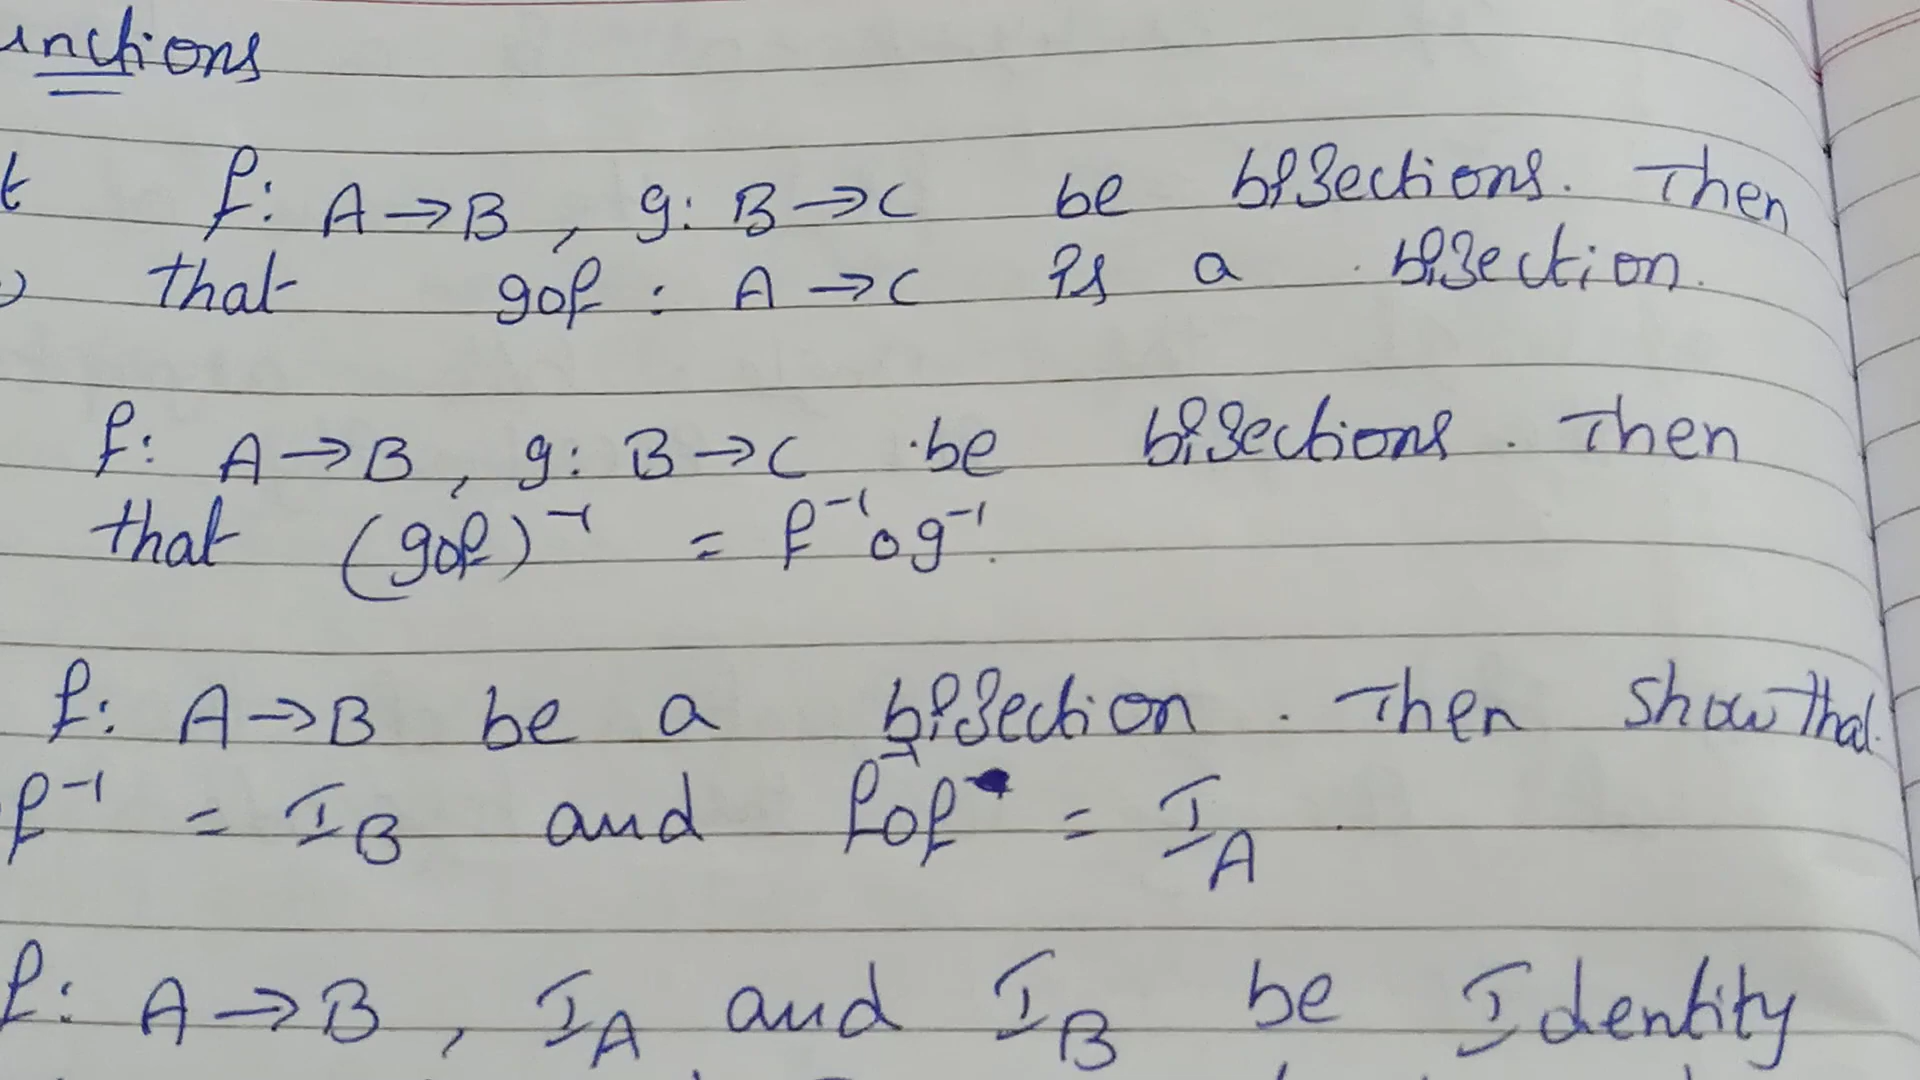 unctions
t f: A→B, g: B→C be bijections. Then
that gof : A→C is a bijection.
f: A→B, g: B→C be bijections. Then
that (gof)⁻¹ = f⁻¹og⁻¹.
f: A→B be a bijection. Then show that
f⁻¹ = I_B and fof⁻ = I_A.
f: A→B, I_A and I_B be Identity